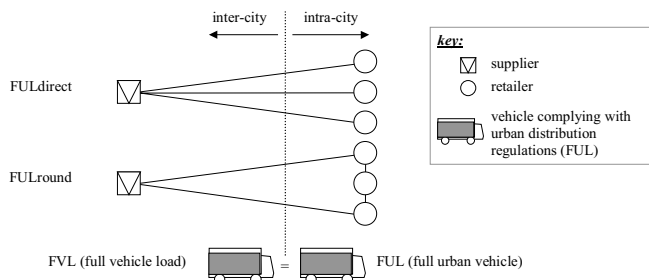 inter-city intra-city
FULdirect
FULround
FVL (full vehicle load) = FUL (full urban vehicle)
key:
supplier
retailer
vehicle complying with
urban distribution
regulations (FUL)